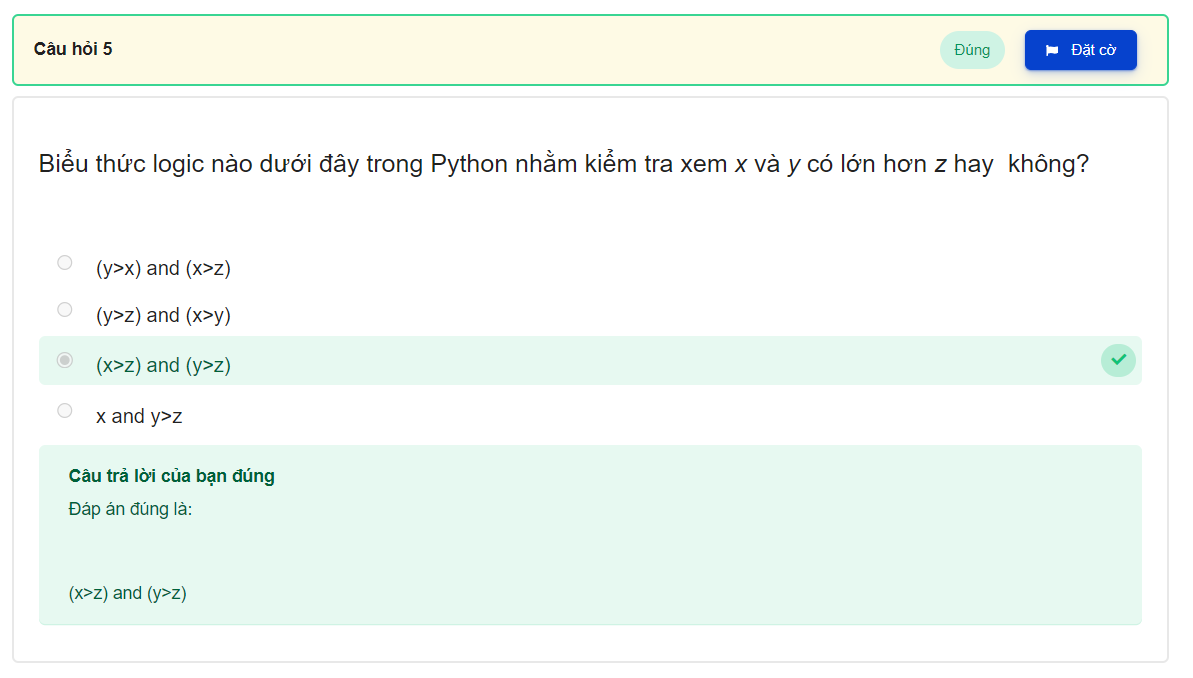 Câu hỏi 5
Đúng
Đặt cờ
Biểu thức logic nào dưới đây trong Python nhằm kiểm tra xem x và y có lớn hơn z hay không?
(y>x) and (x>z)
(y>z) and (x>y)
(x>z) and (y>z)
x and y>z
Câu trả lời của bạn đúng
Đáp án đúng là:
(x>z) and (y>z)